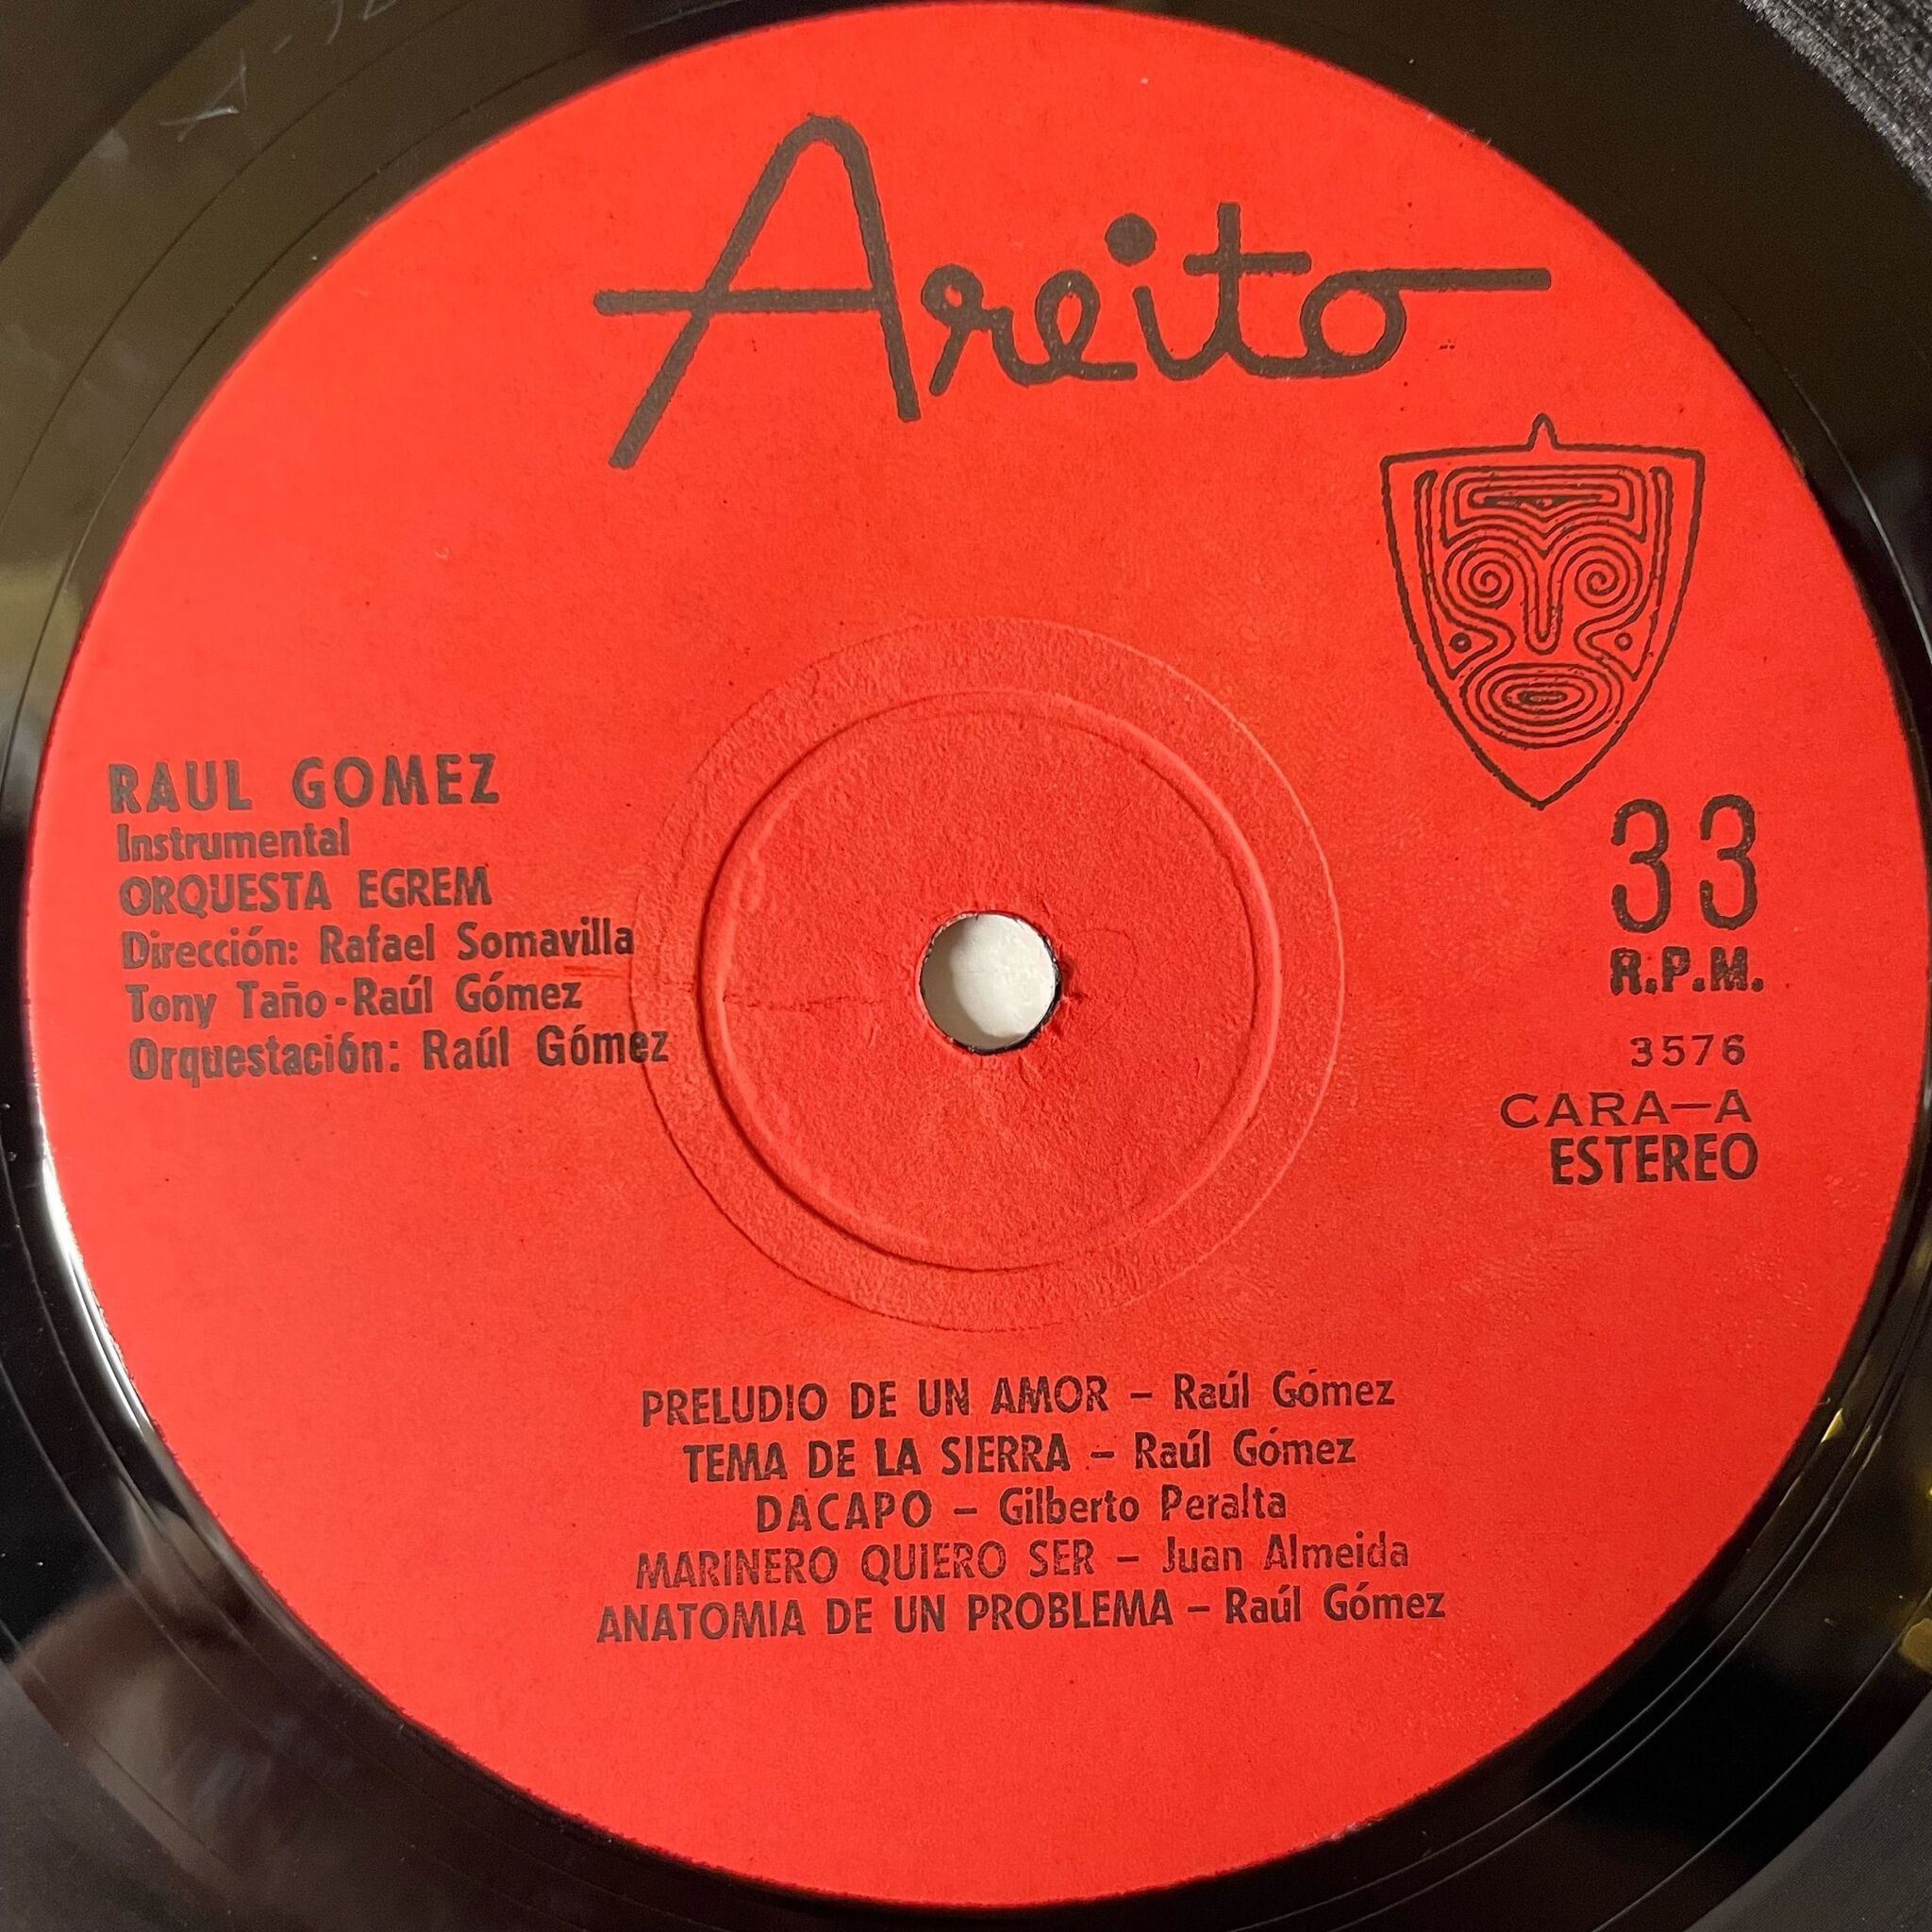 Areito
RAUL GOMEZ
Instrumental
ORQUESTA EGREM
Dirección: Rafael Somavilla
Tony Taño-Raúl Gómez
Orquestación: Raúl Gómez
33
R.P.M.
3576
CARA—A
ESTEREO
PRELUDIO DE UN AMOR – Raúl Gómez
TEMA DE LA SIERRA – Raúl Gómez
DACAPO – Gilberto Peralta
MARINERO QUIERO SER – Juan Almeida
ANATOMIA DE UN PROBLEMA – Raúl Gómez